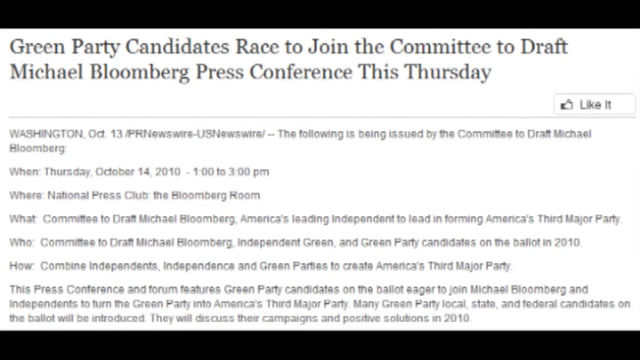 Green Party Candidates Race to Join the Committee to Draft
Michael Bloomberg Press Conference This Thursday
Like It
WASHINGTON, Oct. 13 /PRNewswire-USNewswire/ -- The following is being issued by the Committee to Draft Michael
Bloomberg:
When: Thursday, October 14, 2010 - 1:00 to 3:00 pm
Where: National Press Club: the Bloomberg Room
What: Committee to Draft Michael Bloomberg, America's leading Independent to lead in forming America's Third Major Party.
Who: Committee to Draft Michael Bloomberg, Independent Green, and Green Party candidates on the ballot in 2010.
How: Combine Independents, Independence and Green Parties to create America's Third Major Party.
This Press Conference and forum features Green Party candidates on the ballot eager to join Michael Bloomberg and
Independents to turn the Green Party into America's Third Major Party. Many Green Party local, state, and federal candidates on
the ballot will be introduced. They will discuss their campaigns and positive solutions in 2010.